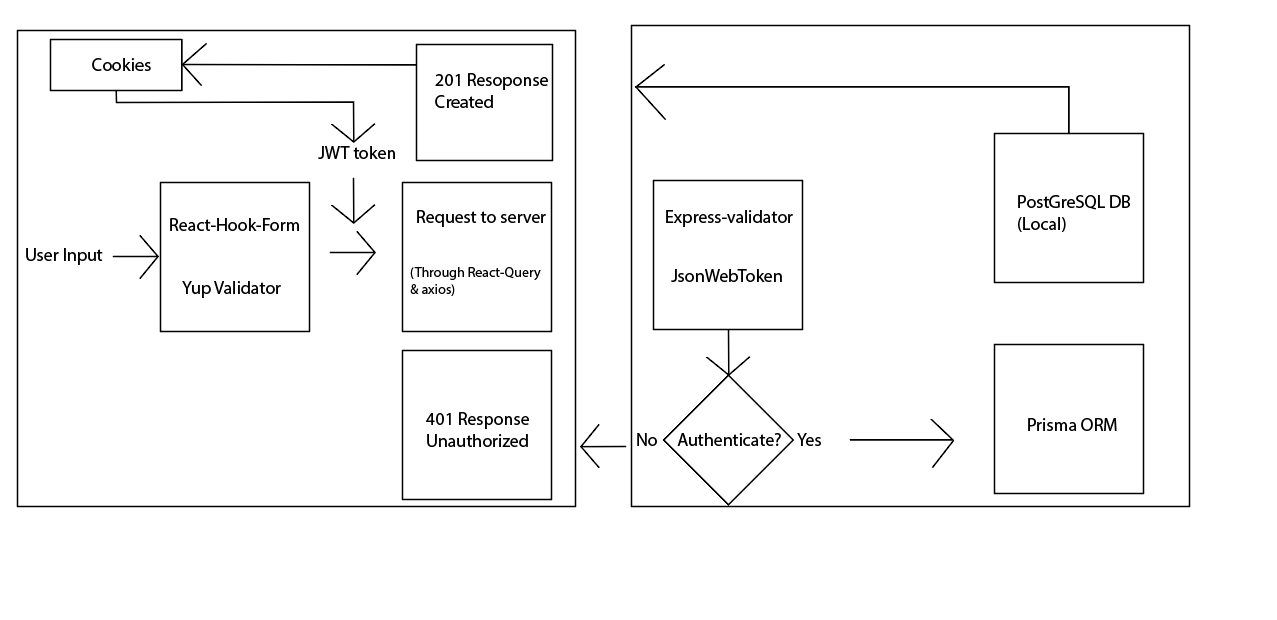 Cookies
201 Resoponse
Created
JWT token
React-Hook-Form
User Input
Yup Validator
Request to server
(Through React-Query
& axios)
401 Response
Unauthorized
Express-validator
JsonWebToken
No
Authenticate?
Yes
PostGreSQL DB
(Local)
Prisma ORM